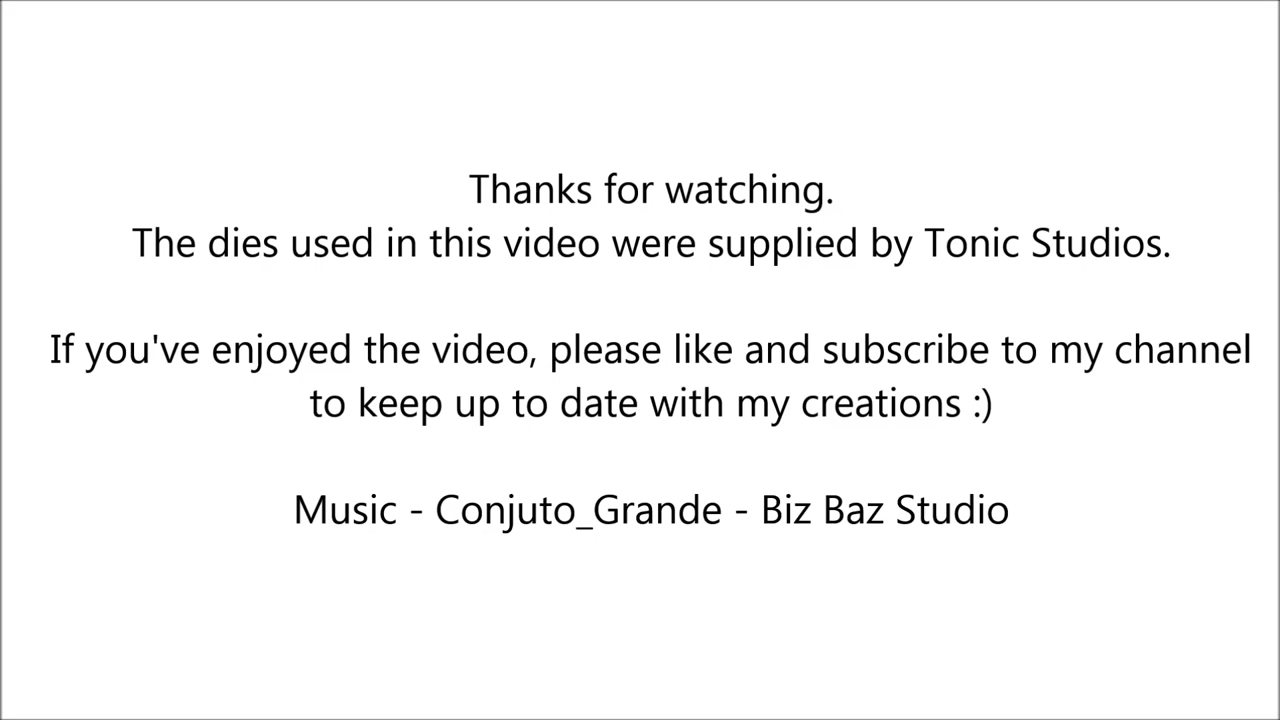 Thanks for watching.
The dies used in this video were supplied by Tonic Studios.
If you've enjoyed the video, please like and subscribe to my channel
to keep up to date with my creations :)
Music - Conjuto_Grande - Biz Baz Studio